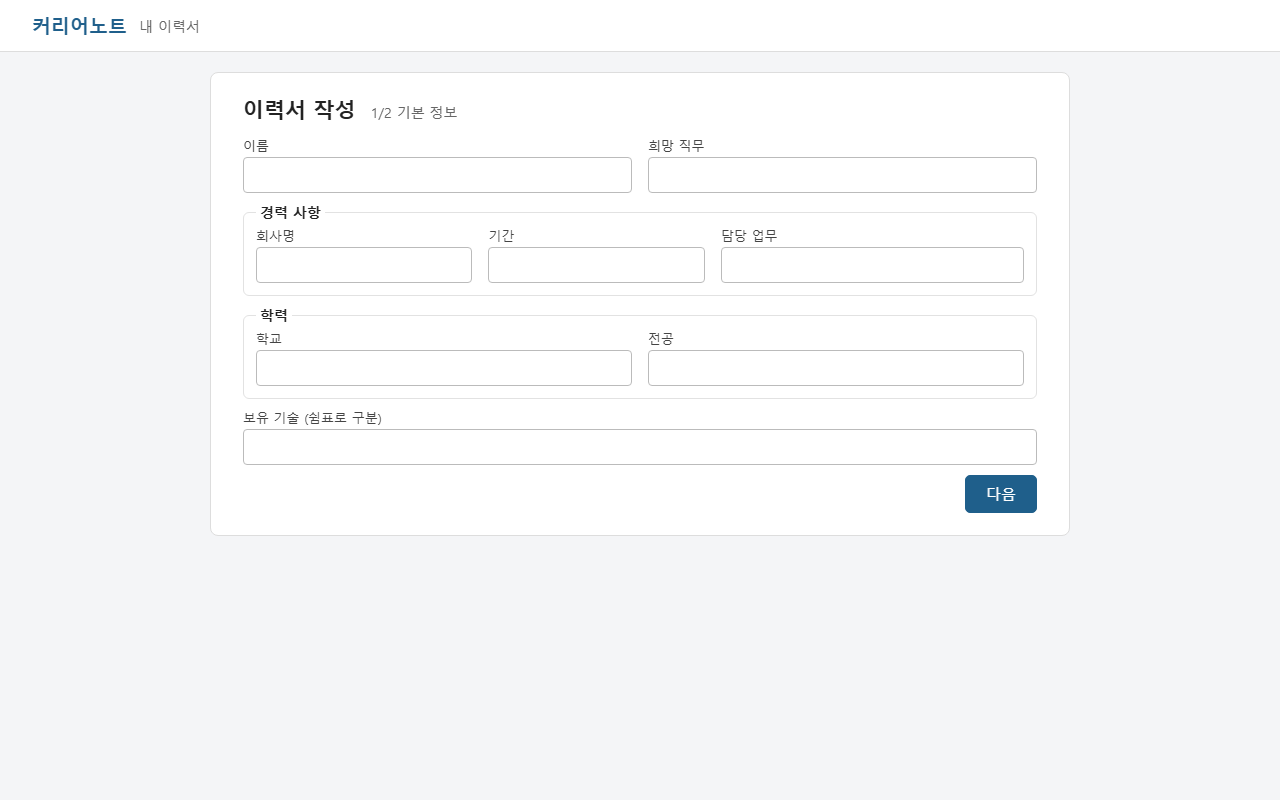 커리어노트 내 이력서
이력서 작성 1/2 기본 정보
이름 희망 직무
경력 사항
회사명 기간 담당 업무
학력
학교 전공
보유 기술 (쉼표로 구분)
다음